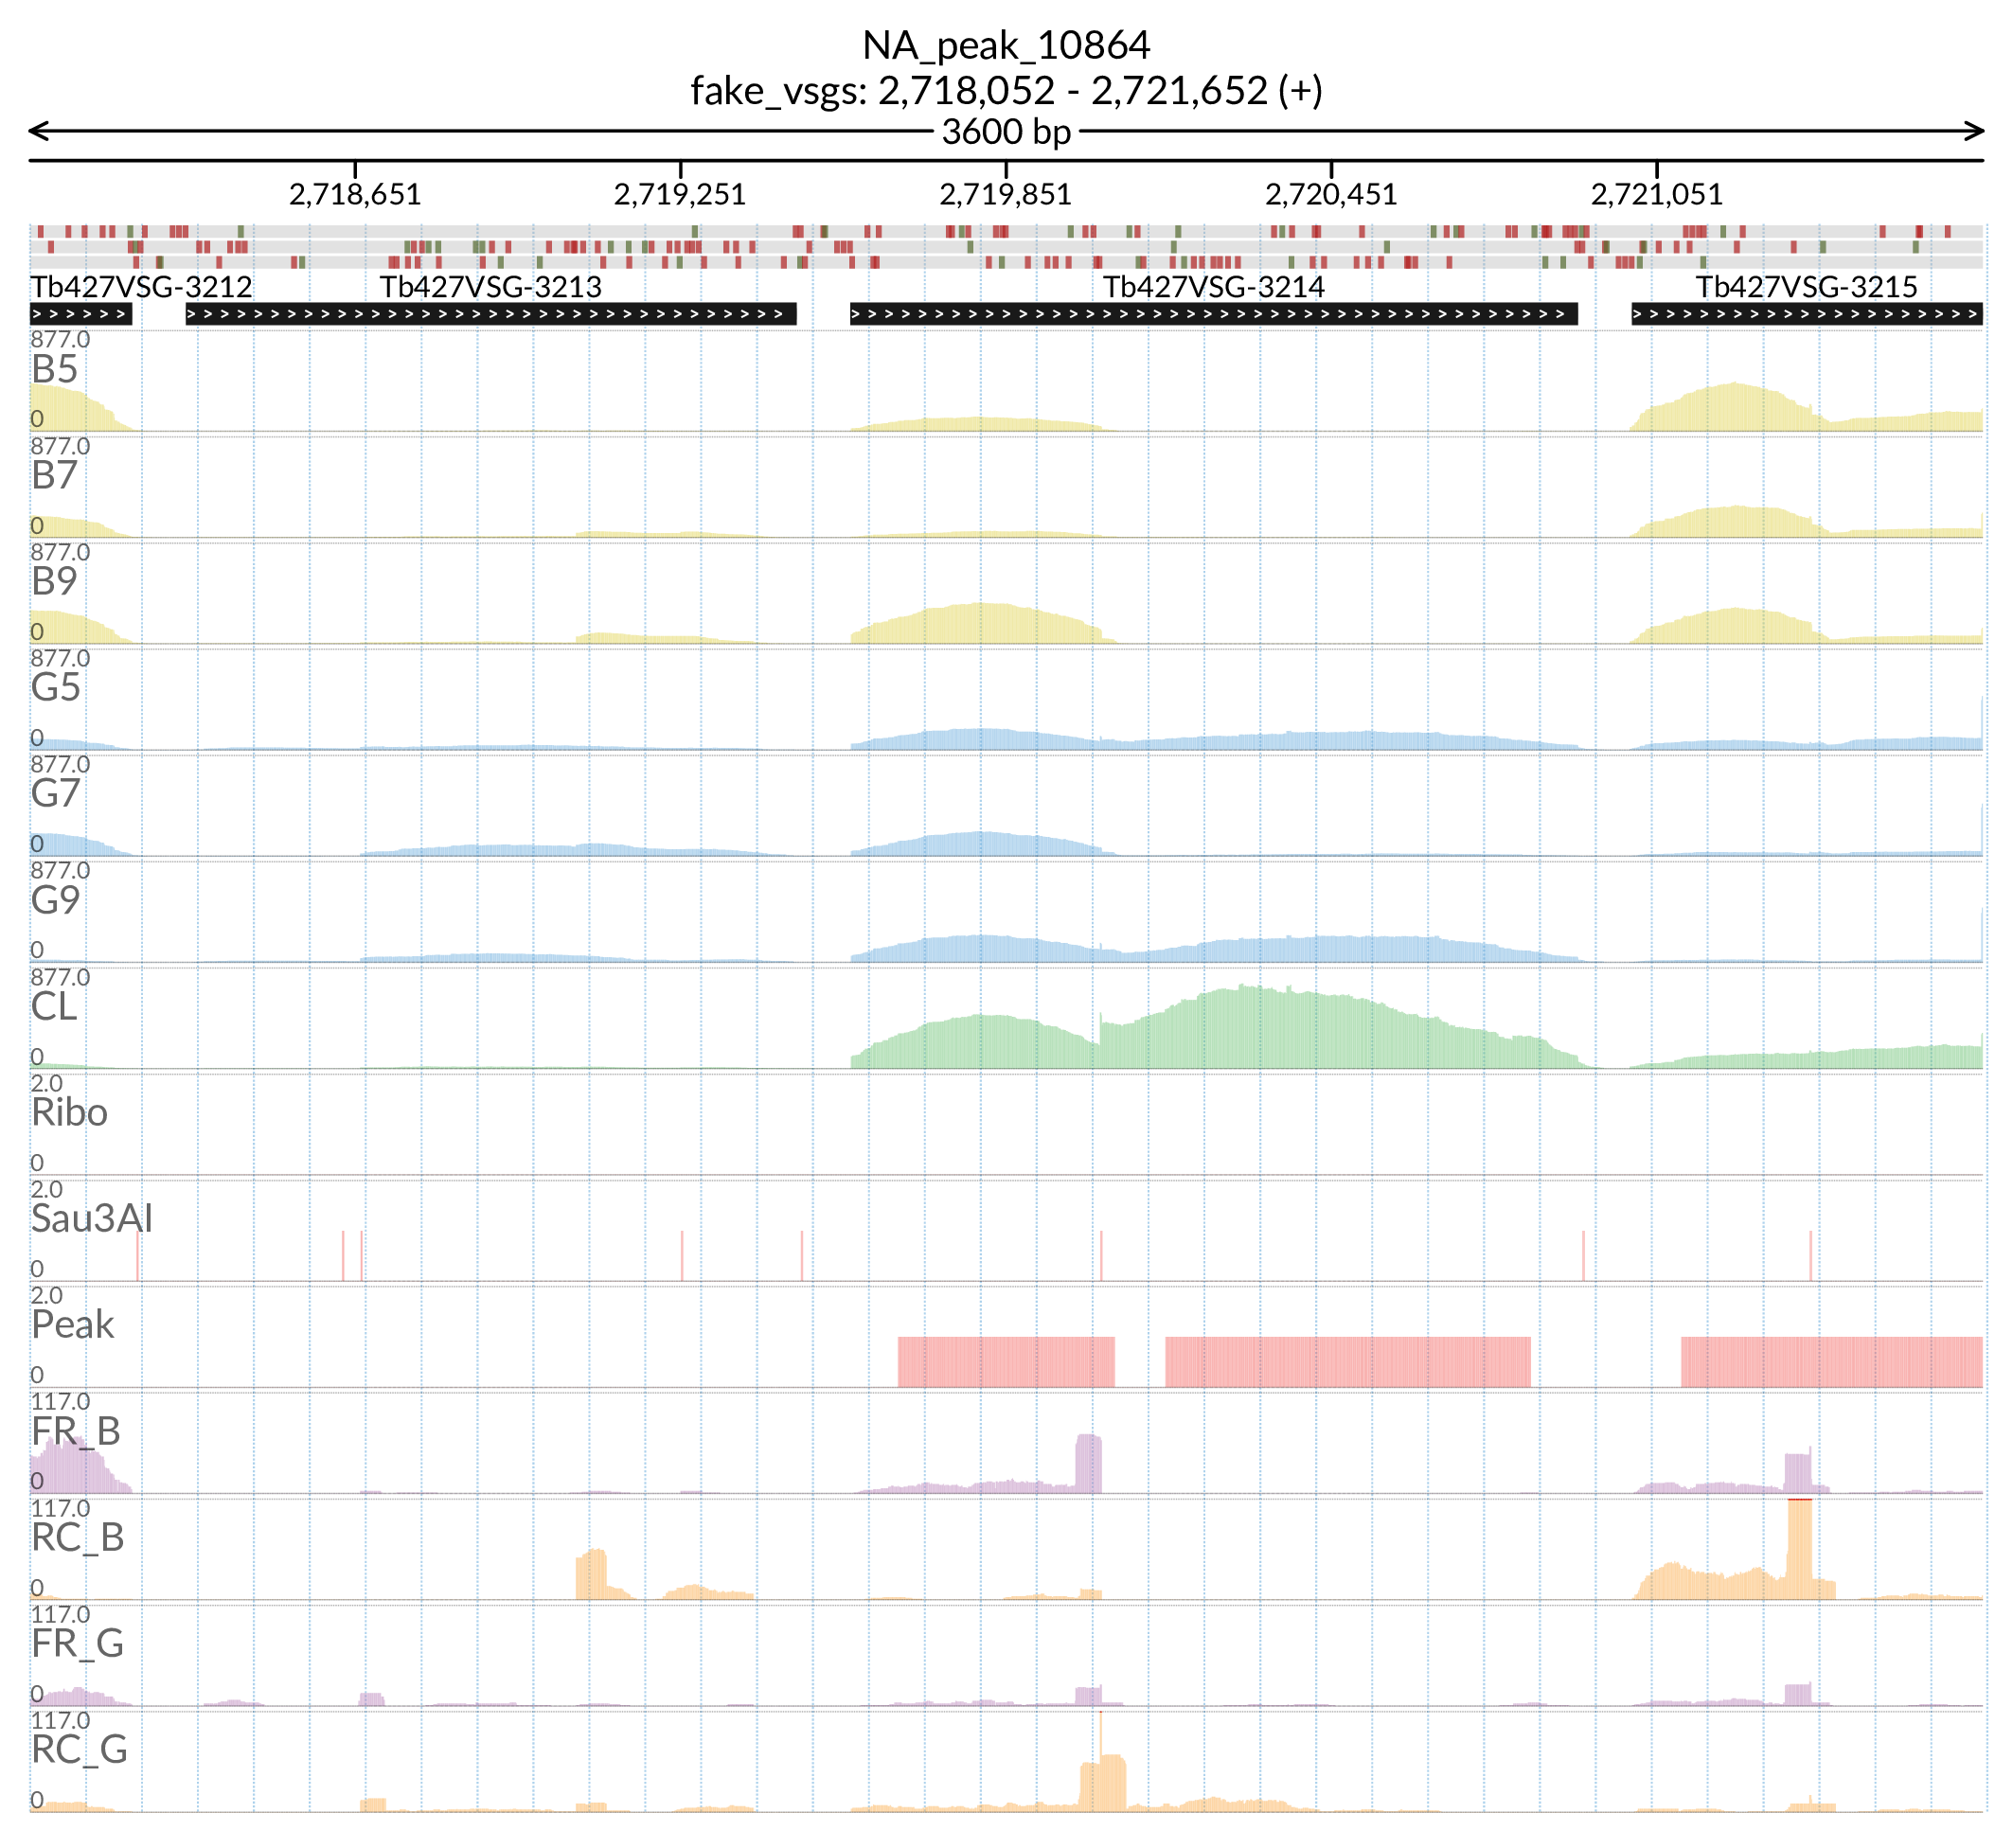 NA_peak_10864
fake_vsgs: 2,718,052 - 2,721,652 (+)
3600 bp
2,718,651 2,719,251 2,719,851 2,720,451 2,721,051
Tb427VSG-3212 Tb427VSG-3213 Tb427VSG-3214 Tb427VSG-3215
877.0
B5
0
877.0
B7
0
877.0
B9
0
877.0
G5
0
877.0
G7
0
877.0
G9
0
877.0
CL
0
2.0
Ribo
0
2.0
Sau3AI
0
2.0
Peak
0
117.0
FR_B
0
117.0
RC_B
0
117.0
FR_G
0
117.0
RC_G
0